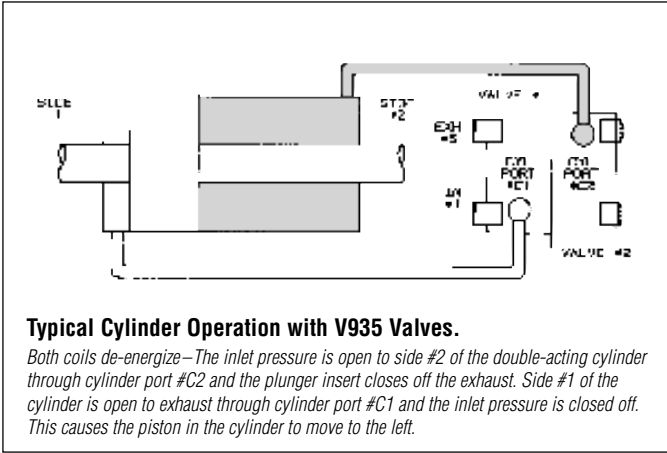 SIDE
1
#2
VALVE #
EXH
IN
#1
PORT
PORT
#C1
#C2
VALVE #2
Typical Cylinder Operation with V935 Valves.
Both coils de-energize–The inlet pressure is open to side #2 of the double-acting cylinder
through cylinder port #C2 and the plunger insert closes off the exhaust. Side #1 of the
cylinder is open to exhaust through cylinder port #C1 and the inlet pressure is closed off.
This causes the piston in the cylinder to move to the left.